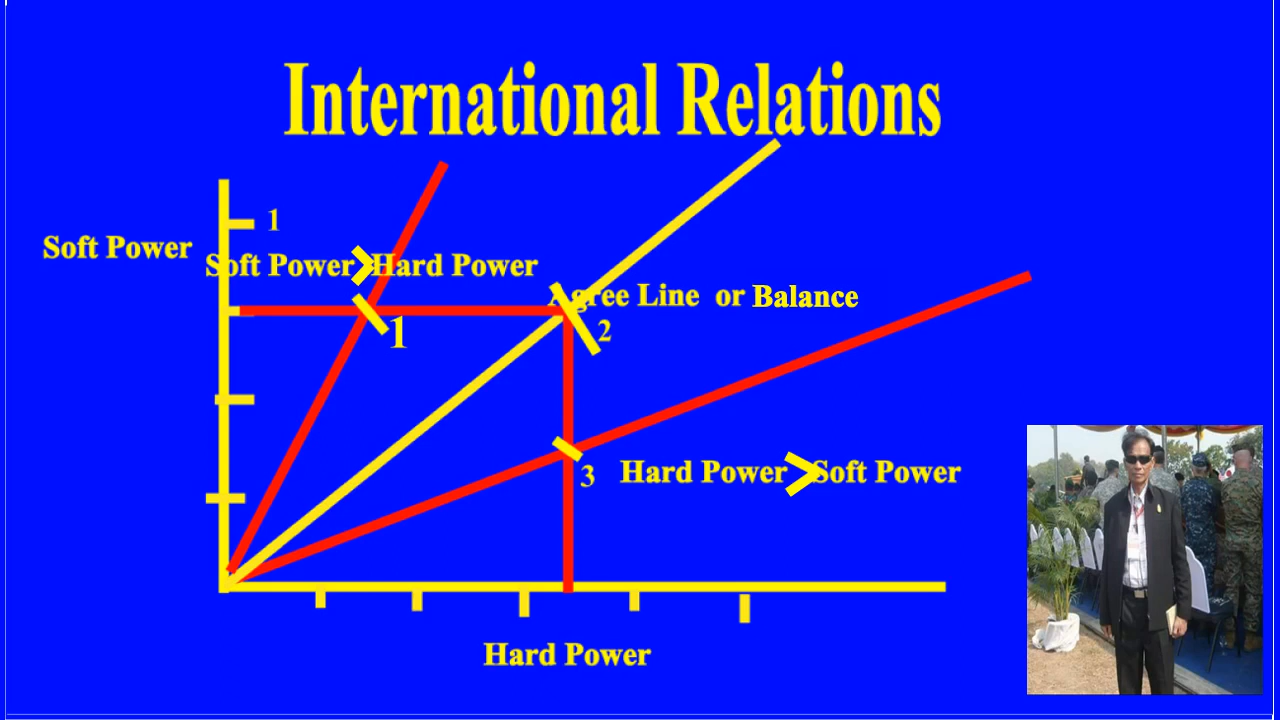 International Relations
1
Soft Power
Soft Power > Hard Power
Agree Line or Balance
1
2
3
Hard Power > Soft Power
Hard Power